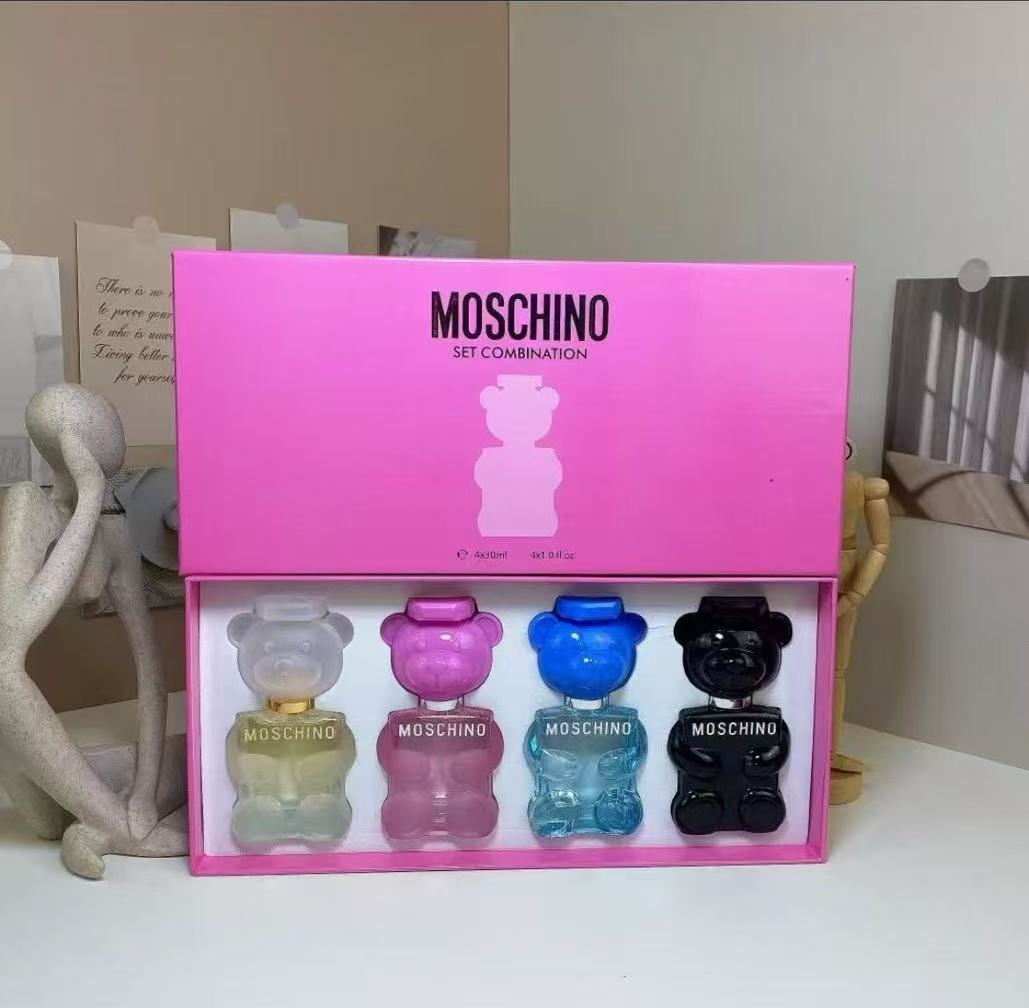 There is no
to prove your
to who is
Living better
for yourself
MOSCHINO
SET COMBINATION
4x30ml 4x1.0 fl.oz
MOSCHINO
MOSCHINO
MOSCHINO
MOSCHINO